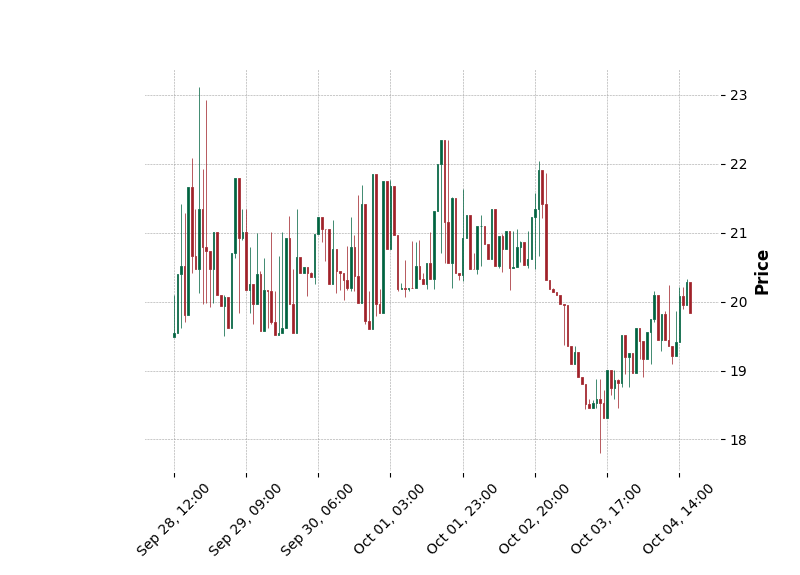 23
22
21
20
19
18
Price
Sep 28, 12:00
Sep 29, 09:00
Sep 30, 06:00
Oct 01, 03:00
Oct 01, 23:00
Oct 02, 20:00
Oct 03, 17:00
Oct 04, 14:00